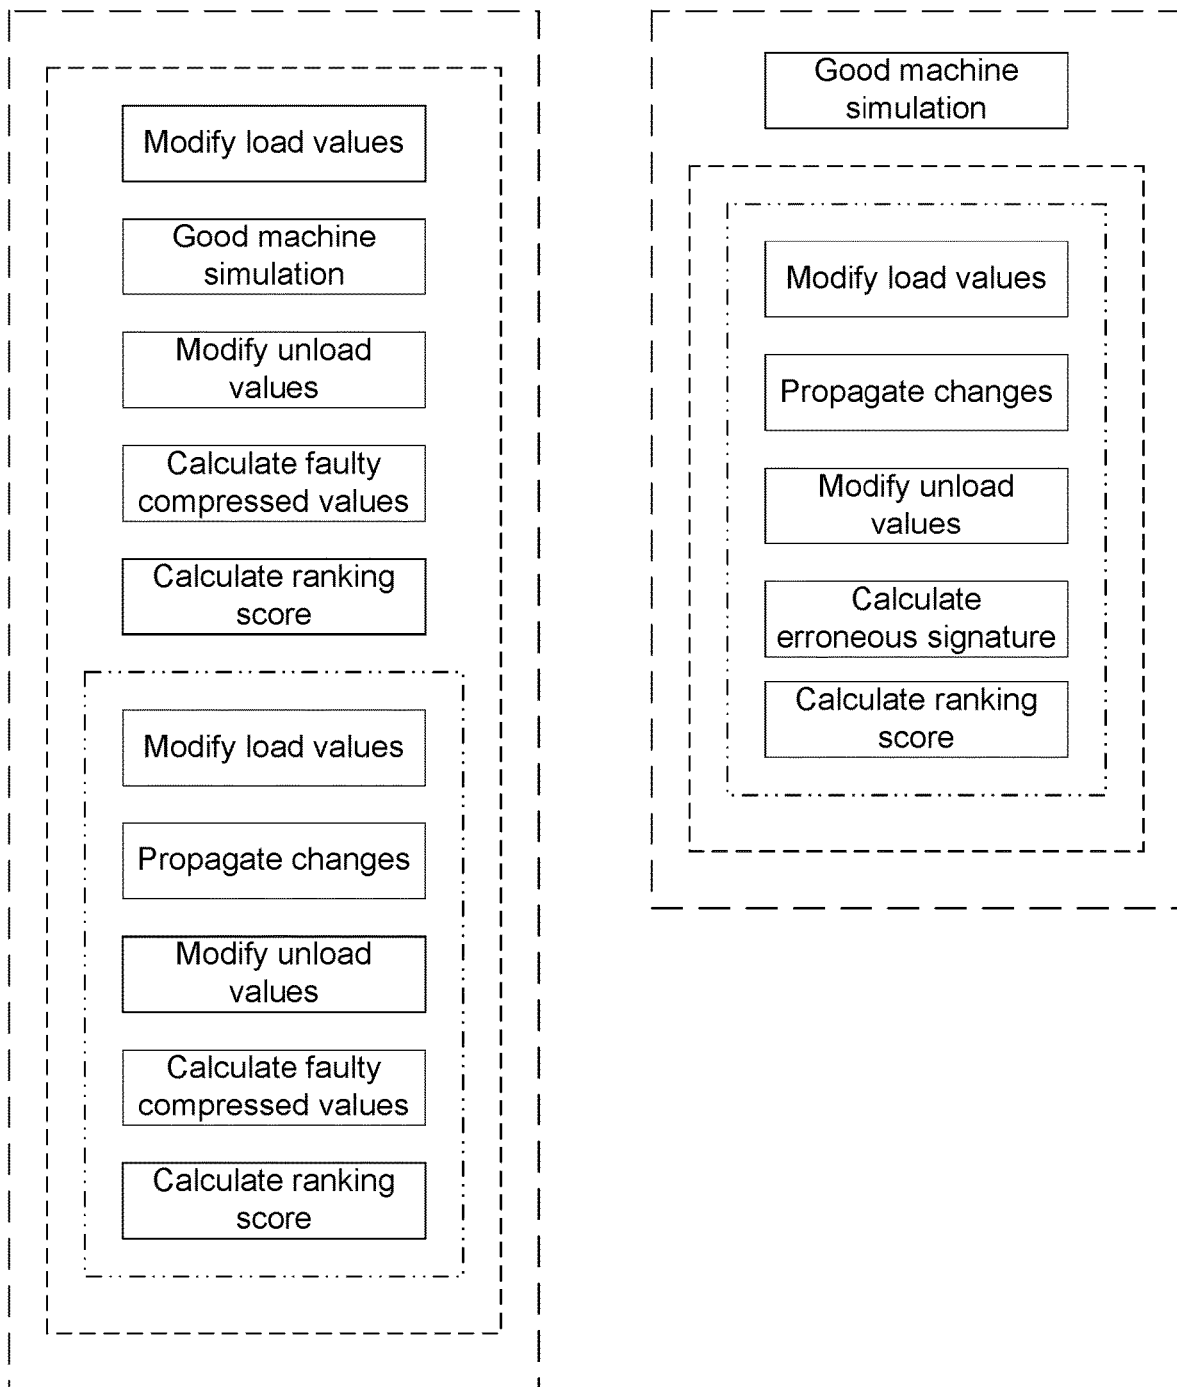 Modify load values
Good machine
simulation
Modify unload
values
Calculate faulty
compressed values
Calculate ranking
score
Modify load values
Propagate changes
Modify unload
values
Calculate faulty
compressed values
Calculate ranking
score
Good machine
simulation
Modify load values
Propagate changes
Modify unload
values
Calculate
erroneous signature
Calculate ranking
score